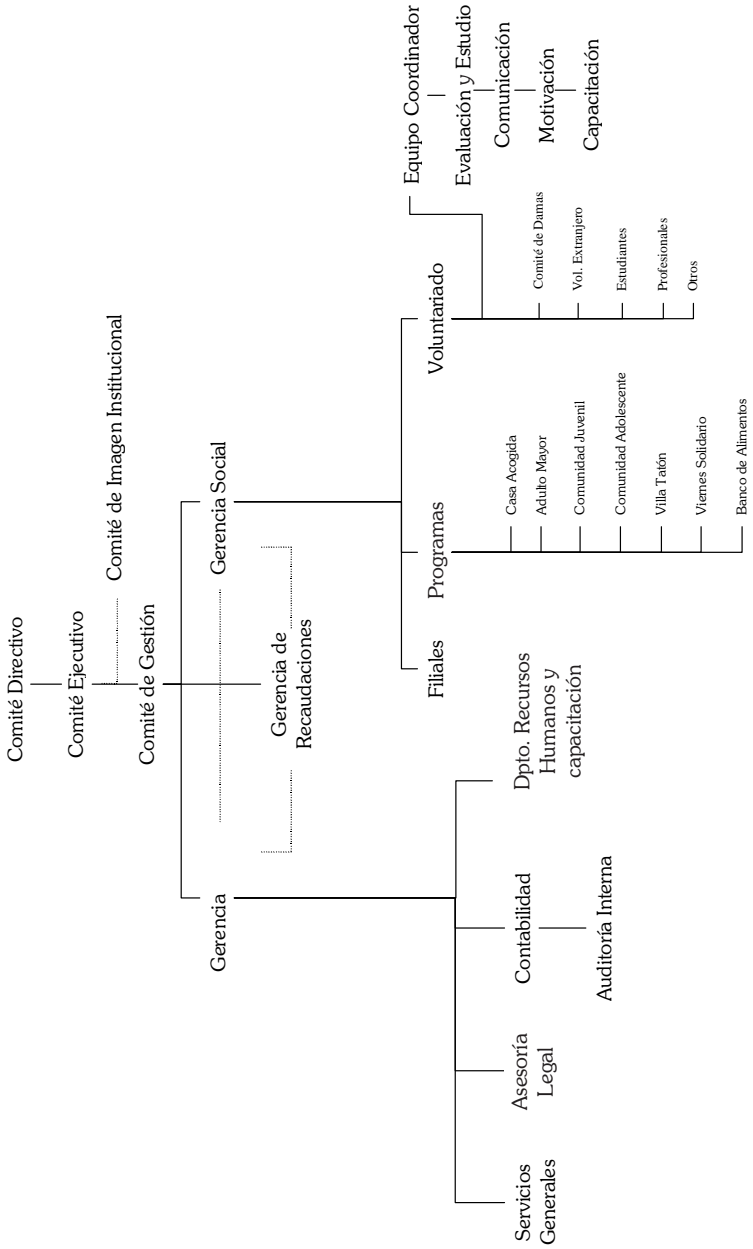 Comité Directivo
Comité Ejecutivo
Comité de Imagen Institucional
Comité de Gestión
Gerencia
Gerencia Social
Gerencia de
Recaudaciones
Filiales
Programas
Voluntariado
Equipo Coordinador
Evaluación y Estudio
Comunicación
Motivación
Capacitación
Servicios
Generales
Asesoría
Legal
Contabilidad
Auditoría Interna
Dpto. Recursos
Humanos y
capacitación
Casa Acogida
Adulto Mayor
Comunidad Juvenil
Comunidad Adolescente
Villa Tatón
Viernes Solidario
Banco de Alimentos
Comité de Damas
Vol. Extranjero
Estudiantes
Profesionales
Otros